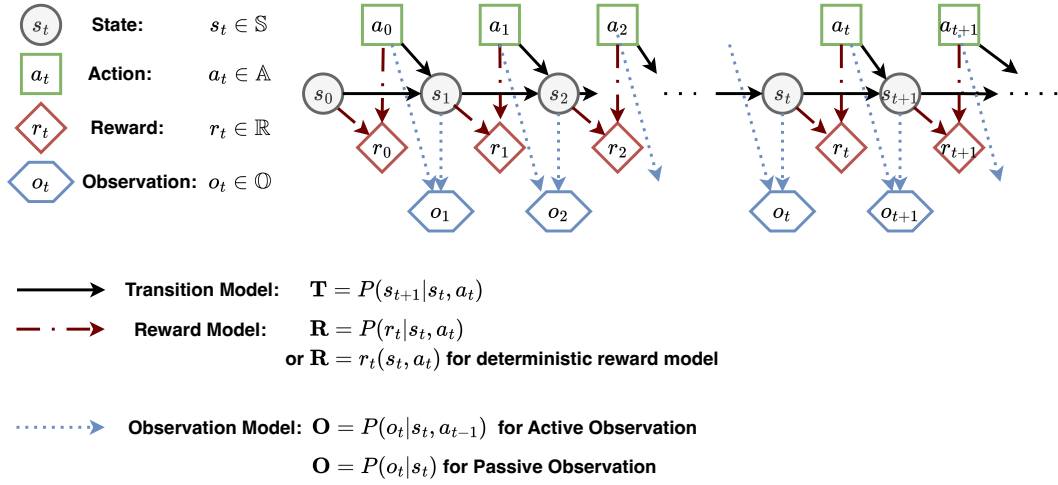 s_t State: s_t ∈ 𝕊
a_t Action: a_t ∈ 𝔸
r_t Reward: r_t ∈ ℝ
o_t Observation: o_t ∈ 𝕆
a_0 a_1 a_2 a_t a_{t+1}
s_0 s_1 s_2 · · · s_t s_{t+1} · · ·
r_0 r_1 r_2 r_t r_{t+1}
o_1 o_2 o_t o_{t+1}
Transition Model: T = P(s_{t+1}|s_t, a_t)
Reward Model: R = P(r_t|s_t, a_t)
or R = r_t(s_t, a_t) for deterministic reward model
Observation Model: O = P(o_t|s_t, a_{t−1}) for Active Observation
O = P(o_t|s_t) for Passive Observation